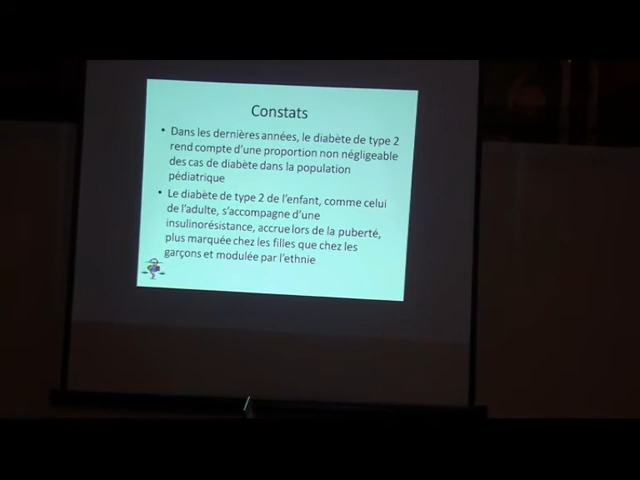 Constats
• Dans les dernières années, le diabète de type 2
rend compte d'une proportion non négligeable
des cas de diabète dans la population
pédiatrique
• Le diabète de type 2 de l'enfant, comme celui
de l'adulte, s'accompagne d'une
insulinorésistance, accrue lors de la puberté,
plus marquée chez les filles que chez les
garçons et modulée par l'ethnie